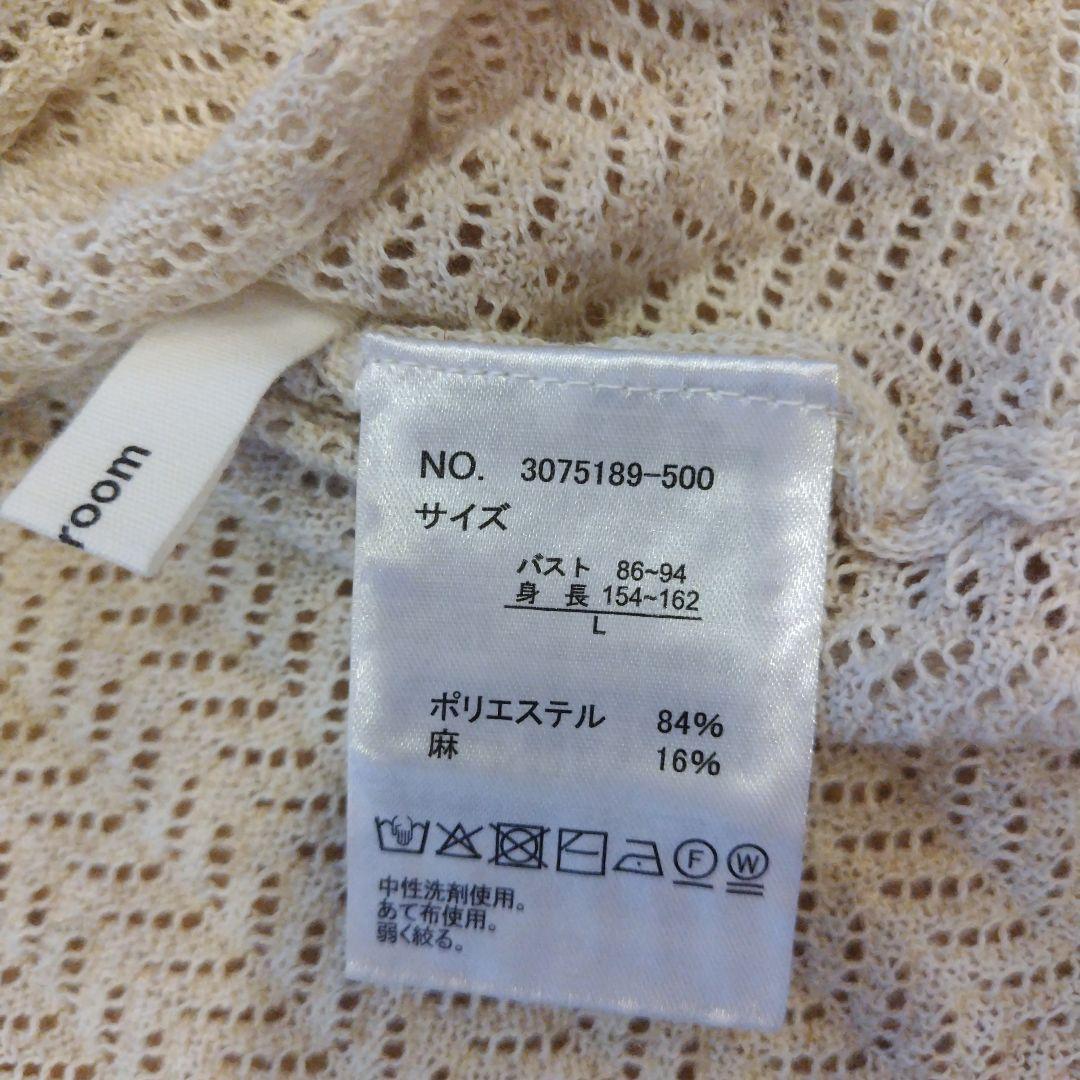 room
NO. 3075189-500
サイズ
バスト 86~94
身長 154~162
L
ポリエステル 84%
麻 16%
F W
中性洗剤使用。
あて布使用。
弱く絞る。